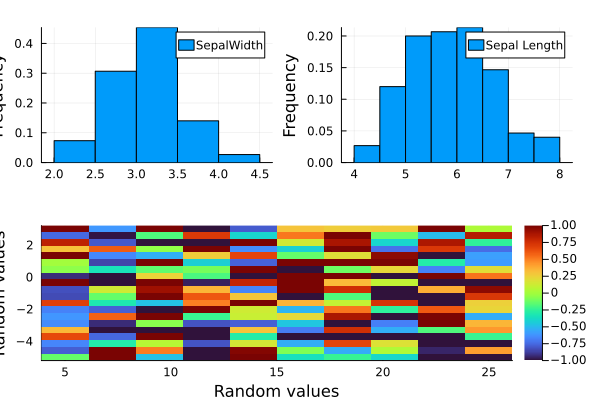 Frequency
0.4
0.3
0.2
0.1
0.0
2.0 2.5 3.0 3.5 4.0 4.5
SepalWidth
Frequency
0.20
0.15
0.10
0.05
0.00
4 5 6 7 8
Sepal Length
Random values
2
0
−2
−4
5 10 15 20 25
Random values
1.00
0.75
0.50
0.25
0
−0.25
−0.50
−0.75
−1.00